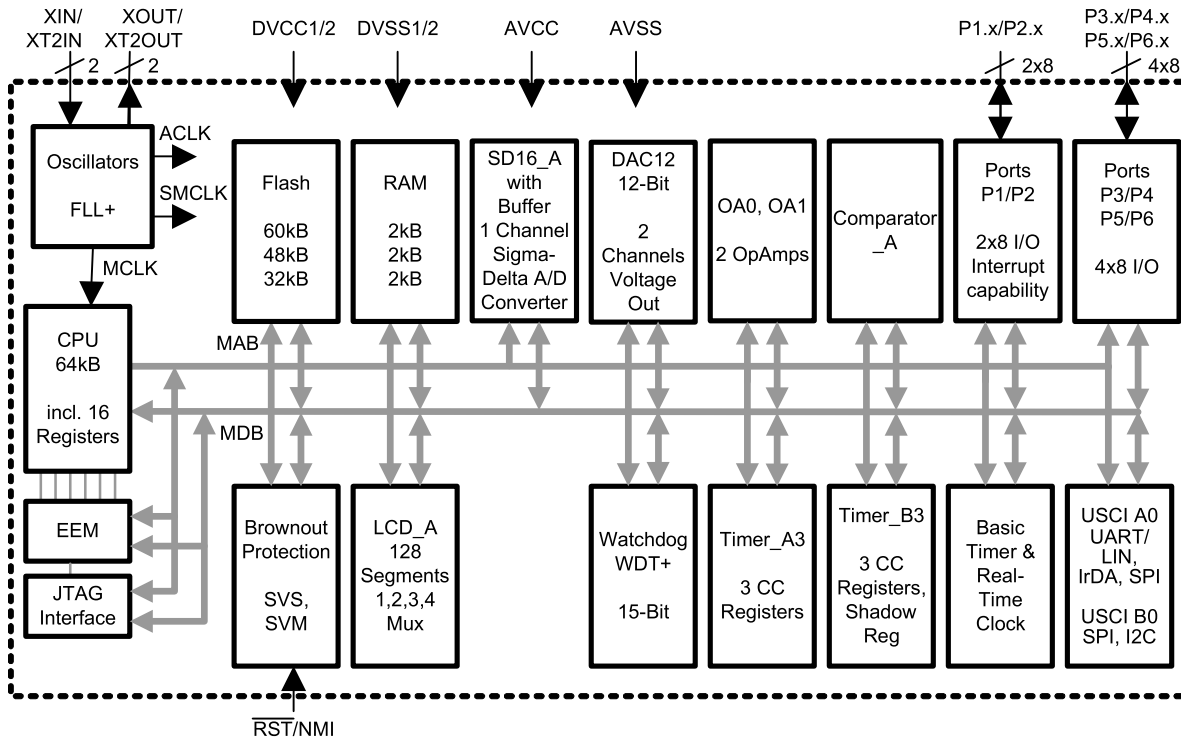 XIN/
XT2IN
XOUT/
XT2OUT
DVCC1/2
DVSS1/2
AVCC
AVSS
P1.x/P2.x
P3.x/P4.x
P5.x/P6.x
2
2
2x8
4x8
Oscillators
FLL+
ACLK
SMCLK
MCLK
Flash
60kB
48kB
32kB
RAM
2kB
2kB
2kB
SD16_A
with
Buffer
1 Channel
Sigma-
Delta A/D
Converter
DAC12
12-Bit
2
Channels
Voltage
Out
OA0, OA1
2 OpAmps
Comparator
_A
Ports
P1/P2
2x8 I/O
Interrupt
capability
Ports
P3/P4
P5/P6
4x8 I/O
CPU
64kB
incl. 16
Registers
MAB
MDB
EEM
JTAG
Interface
Brownout
Protection
SVS,
SVM
LCD_A
128
Segments
1,2,3,4
Mux
Watchdog
WDT+
15-Bit
Timer_A3
3 CC
Registers
Timer_B3
3 CC
Registers,
Shadow
Reg
Basic
Timer &
Real-
Time
Clock
USCI A0
UART/
LIN,
IrDA, SPI
USCI B0
SPI, I2C
RST/NMI